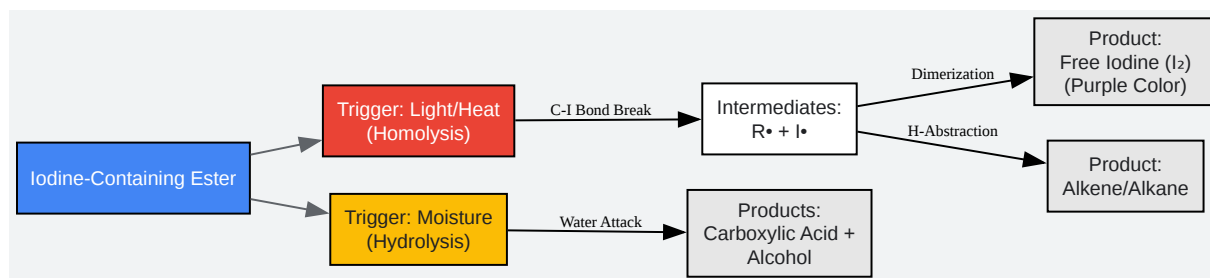 Iodine-Containing Ester
Trigger: Light/Heat
(Homolysis)
C-I Bond Break
Intermediates:
R• + I•
Dimerization
Product:
Free Iodine (I₂)
(Purple Color)
H-Abstraction
Product:
Alkene/Alkane
Trigger: Moisture
(Hydrolysis)
Water Attack
Products:
Carboxylic Acid +
Alcohol